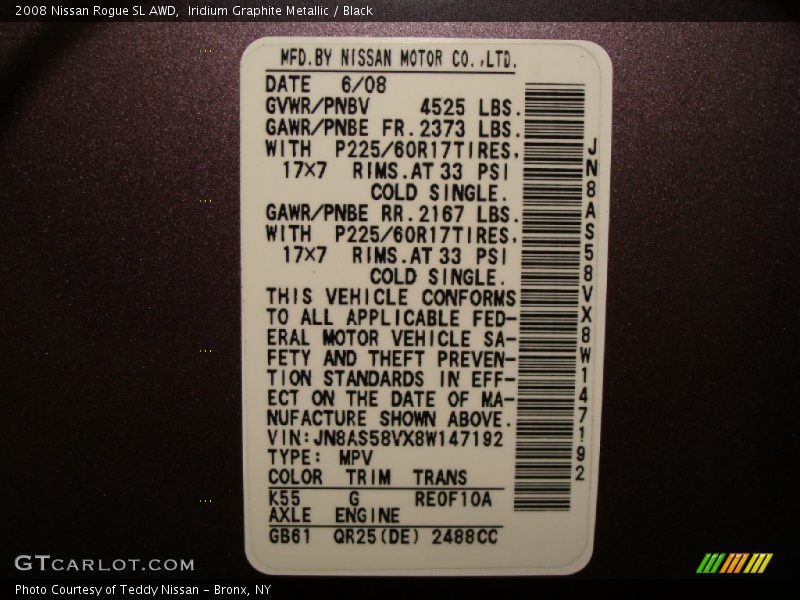 2008 Nissan Rogue SL AWD,  Iridium Graphite Metallic / Black
MFD.BY NISSAN MOTOR CO.,LTD.
DATE 6/08
GVWR/PNBV 4525 LBS.
GAWR/PNBE FR.2373 LBS.
WITH P225/60R17TIRES,
17X7 RIMS.AT 33 PSI
COLD SINGLE.
GAWR/PNBE RR.2167 LBS.
WITH P225/60R17TIRES,
17X7 RIMS.AT 33 PSI
COLD SINGLE.
THIS VEHICLE CONFORMS
TO ALL APPLICABLE FED-
ERAL MOTOR VEHICLE SA-
FETY AND THEFT PREVEN-
TION STANDARDS IN EFF-
ECT ON THE DATE OF MA-
NUFACTURE SHOWN ABOVE.
VIN:JN8AS58VX8W147192
TYPE: MPV
COLOR TRIM TRANS
K55 G RE0F10A
AXLE ENGINE
GB61 QR25(DE) 2488CC
JN8AS58VX8W147192
GTCARLOT.COM
Photo Courtesy of Teddy Nissan - Bronx, NY